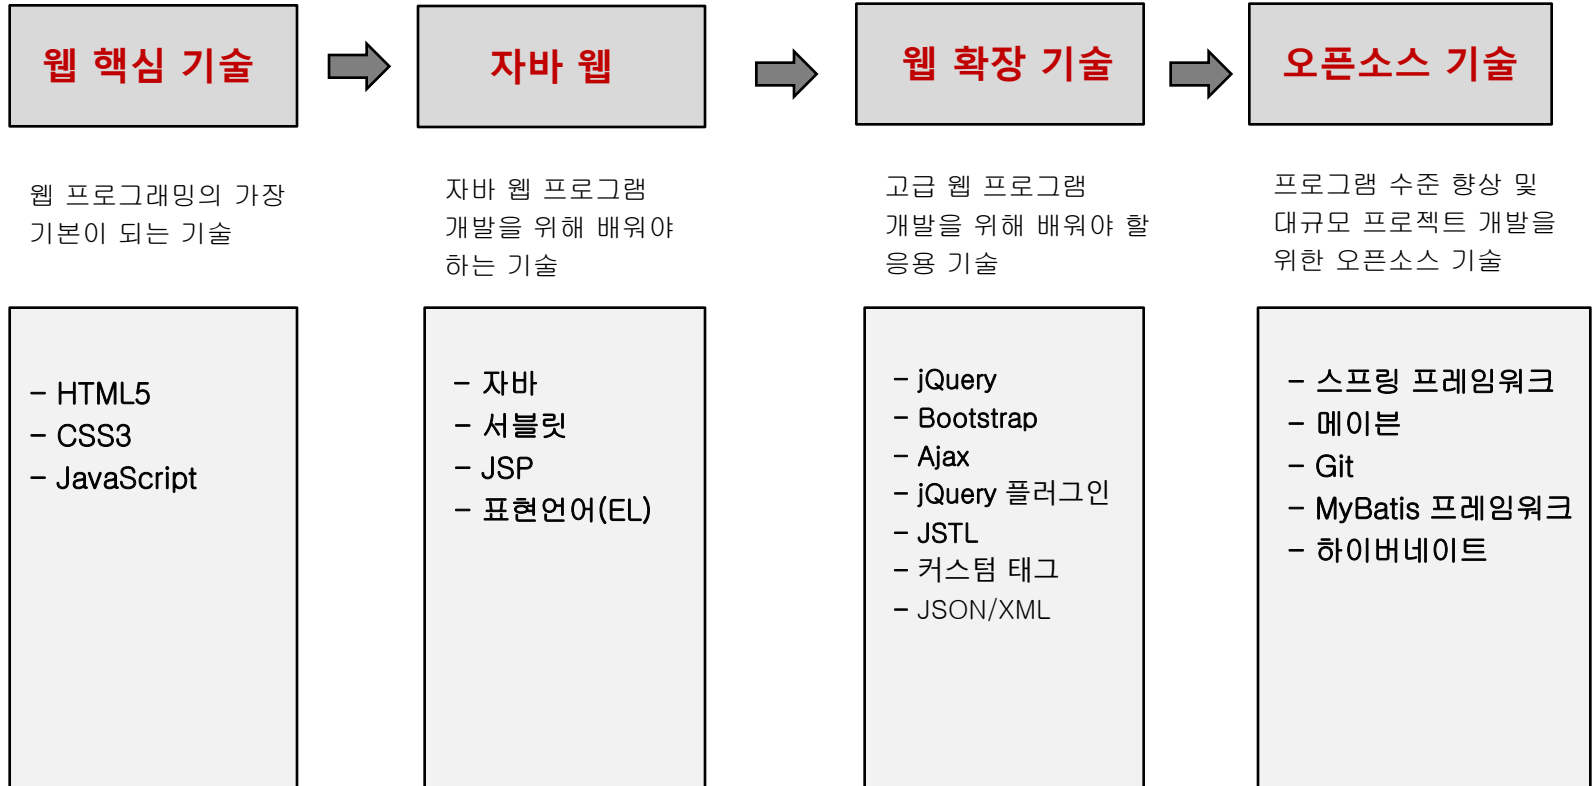 웹 핵심 기술
자바 웹
웹 확장 기술
오픈소스 기술
웹 프로그래밍의 가장
기본이 되는 기술
자바 웹 프로그램
개발을 위해 배워야
하는 기술
고급 웹 프로그램
개발을 위해 배워야 할
응용 기술
프로그램 수준 향상 및
대규모 프로젝트 개발을
위한 오픈소스 기술
- HTML5
- CSS3
- JavaScript
- 자바
- 서블릿
- JSP
- 표현언어(EL)
- jQuery
- Bootstrap
- Ajax
- jQuery 플러그인
- JSTL
- 커스텀 태그
- JSON/XML
- 스프링 프레임워크
- 메이븐
- Git
- MyBatis 프레임워크
- 하이버네이트